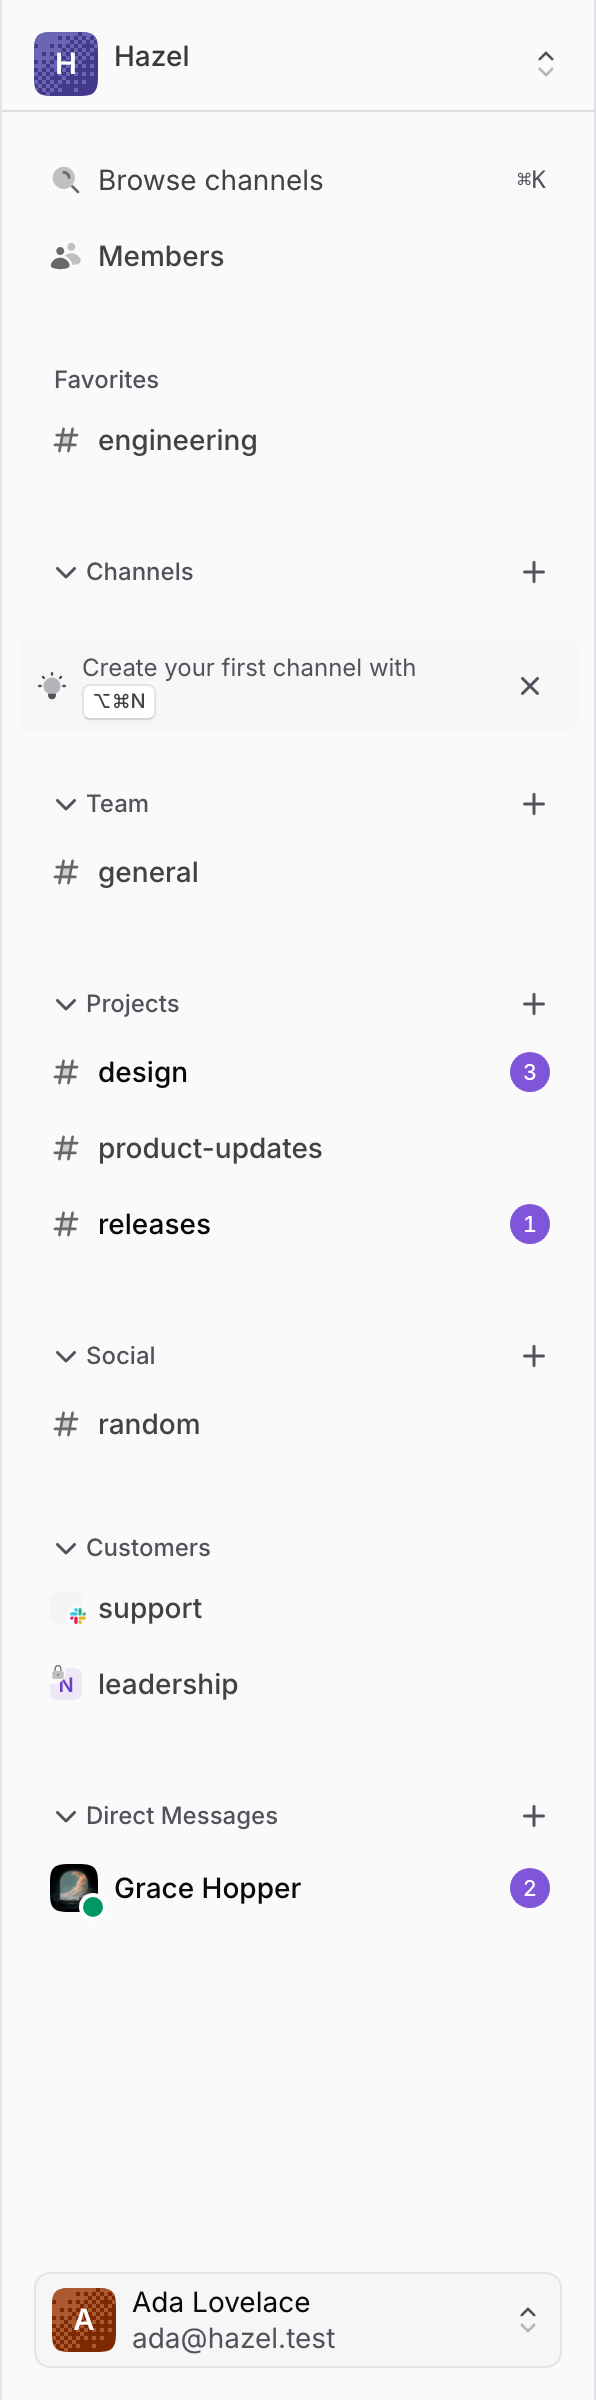 H
Hazel
Browse channels
⌘K
Members
Favorites
engineering
Channels
Create your first channel with
⌥⌘N
Team
general
Projects
design
3
product-updates
releases
1
Social
random
Customers
support
N
leadership
Direct Messages
Grace Hopper
2
A
Ada Lovelace
ada@hazel.test